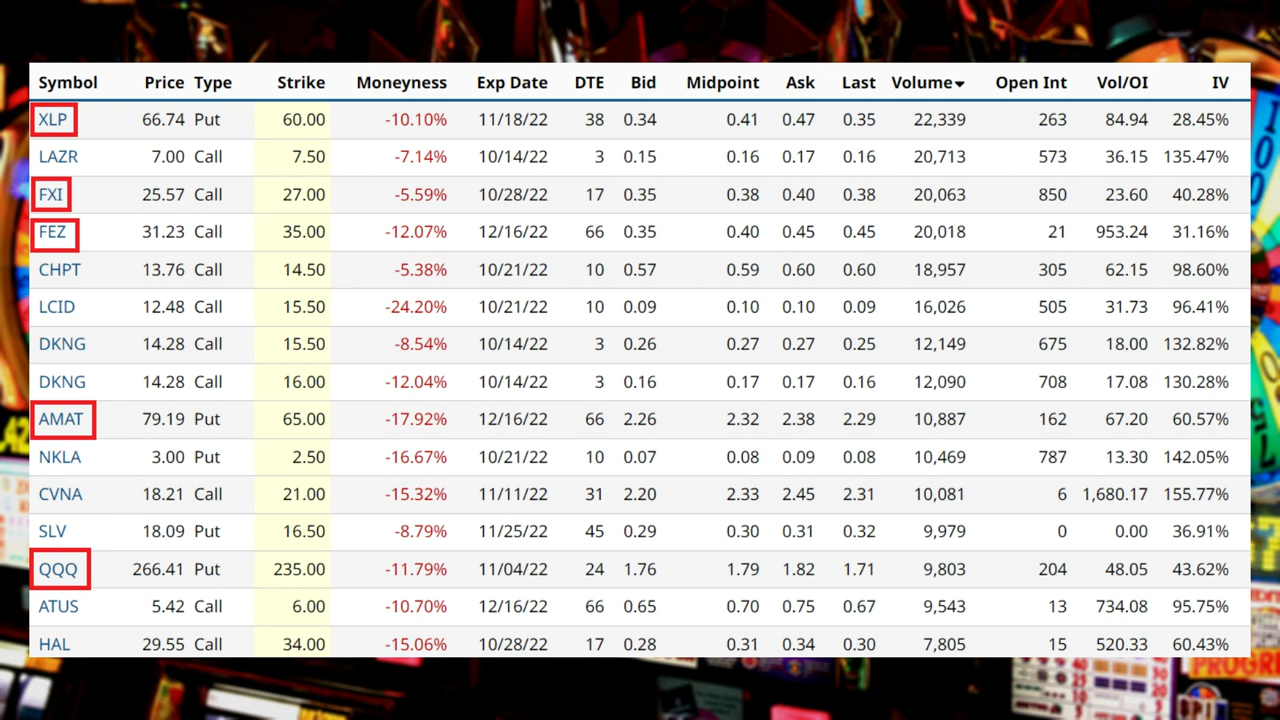 Symbol Price Type Strike Moneyness Exp Date DTE Bid Midpoint Ask Last Volume Open Int Vol/OI IV
XLP 66.74 Put 60.00 -10.10% 11/18/22 38 0.34 0.41 0.47 0.35 22,339 263 84.94 28.45%
LAZR 7.00 Call 7.50 -7.14% 10/14/22 3 0.15 0.16 0.17 0.16 20,713 573 36.15 135.47%
FXI 25.57 Call 27.00 -5.59% 10/28/22 17 0.35 0.38 0.40 0.38 20,063 850 23.60 40.28%
FEZ 31.23 Call 35.00 -12.07% 12/16/22 66 0.35 0.40 0.45 0.45 20,018 21 953.24 31.16%
CHPT 13.76 Call 14.50 -5.38% 10/21/22 10 0.57 0.59 0.60 0.60 18,957 305 62.15 98.60%
LCID 12.48 Call 15.50 -24.20% 10/21/22 10 0.09 0.10 0.10 0.09 16,026 505 31.73 96.41%
DKNG 14.28 Call 15.50 -8.54% 10/14/22 3 0.26 0.27 0.27 0.25 12,149 675 18.00 132.82%
DKNG 14.28 Call 16.00 -12.04% 10/14/22 3 0.16 0.17 0.17 0.16 12,090 708 17.08 130.28%
AMAT 79.19 Put 65.00 -17.92% 12/16/22 66 2.26 2.32 2.38 2.29 10,887 162 67.20 60.57%
NKLA 3.00 Put 2.50 -16.67% 10/21/22 10 0.07 0.08 0.09 0.08 10,469 787 13.30 142.05%
CVNA 18.21 Call 21.00 -15.32% 11/11/22 31 2.20 2.33 2.45 2.31 10,081 6 1,680.17 155.77%
SLV 18.09 Put 16.50 -8.79% 11/25/22 45 0.29 0.30 0.31 0.32 9,979 0 0.00 36.91%
QQQ 266.41 Put 235.00 -11.79% 11/04/22 24 1.76 1.79 1.82 1.71 9,803 204 48.05 43.62%
ATUS 5.42 Call 6.00 -10.70% 12/16/22 66 0.65 0.70 0.75 0.67 9,543 13 734.08 95.75%
HAL 29.55 Call 34.00 -15.06% 10/28/22 17 0.28 0.31 0.34 0.30 7,805 15 520.33 60.43%